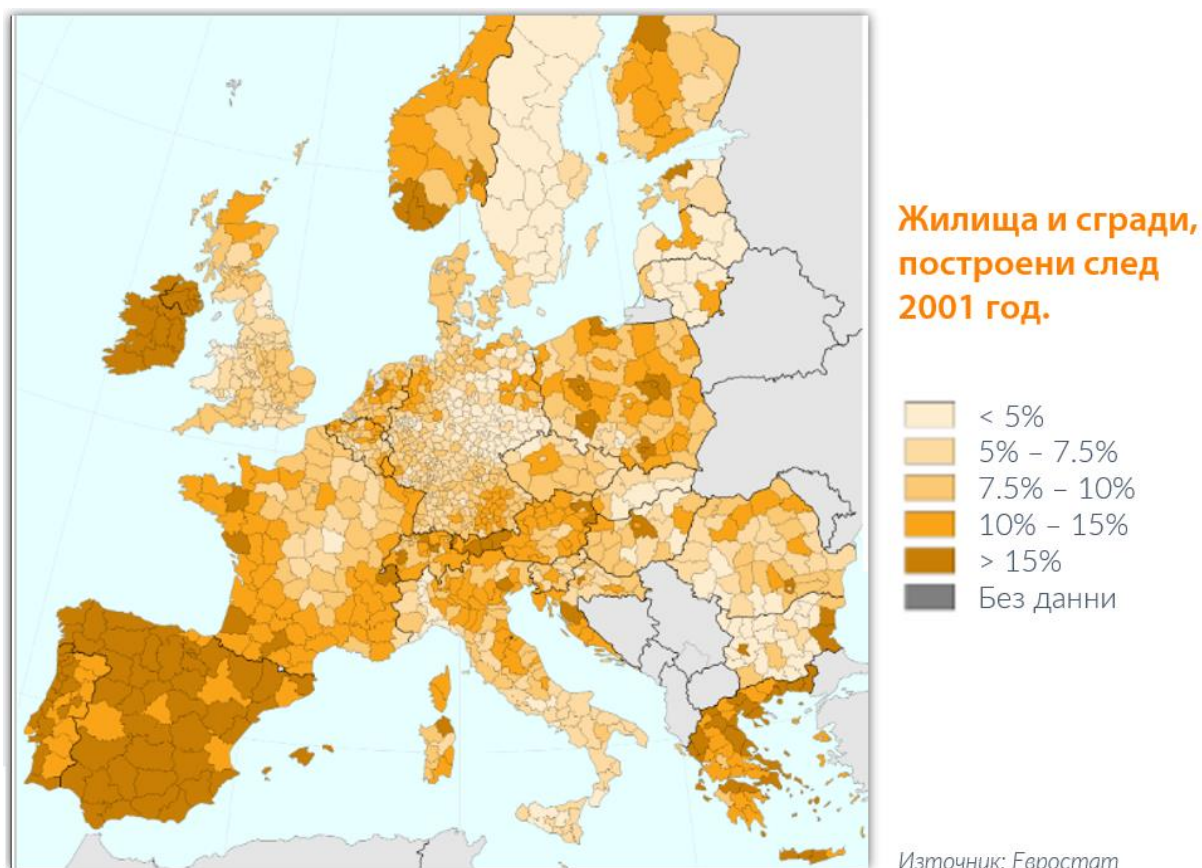 Жилища и сгради,
построени след
2001 год.
< 5%
5% – 7.5%
7.5% – 10%
10% – 15%
> 15%
Без данни
Източник: Евростат